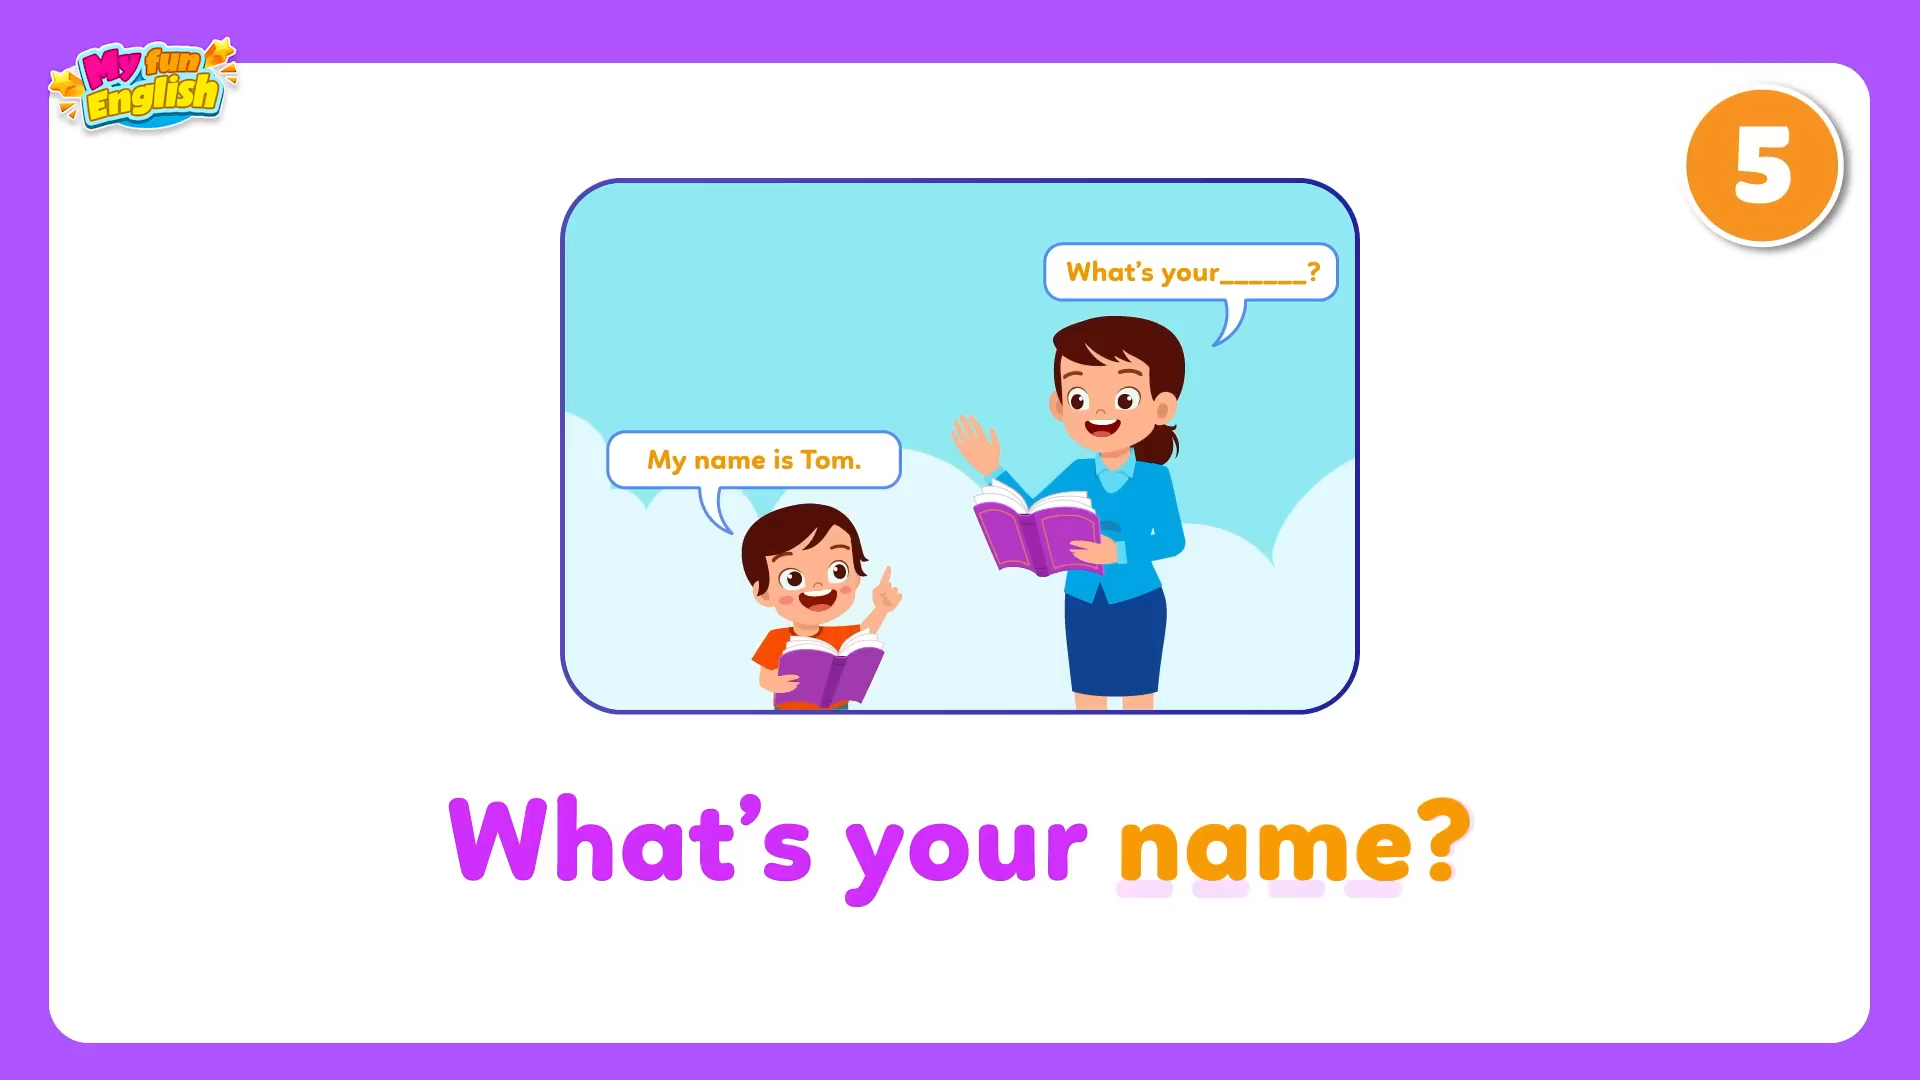 My fun
English
5
What's your______?
My name is Tom.
What's your name?